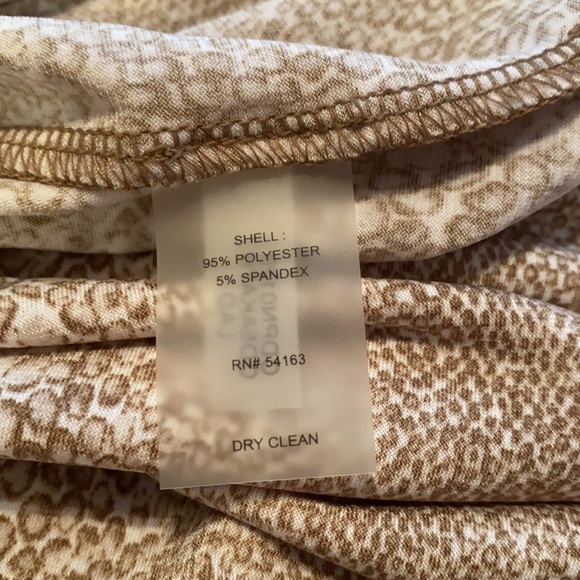 SHELL :
95% POLYESTER
5% SPANDEX
RN# 54163
DRY CLEAN